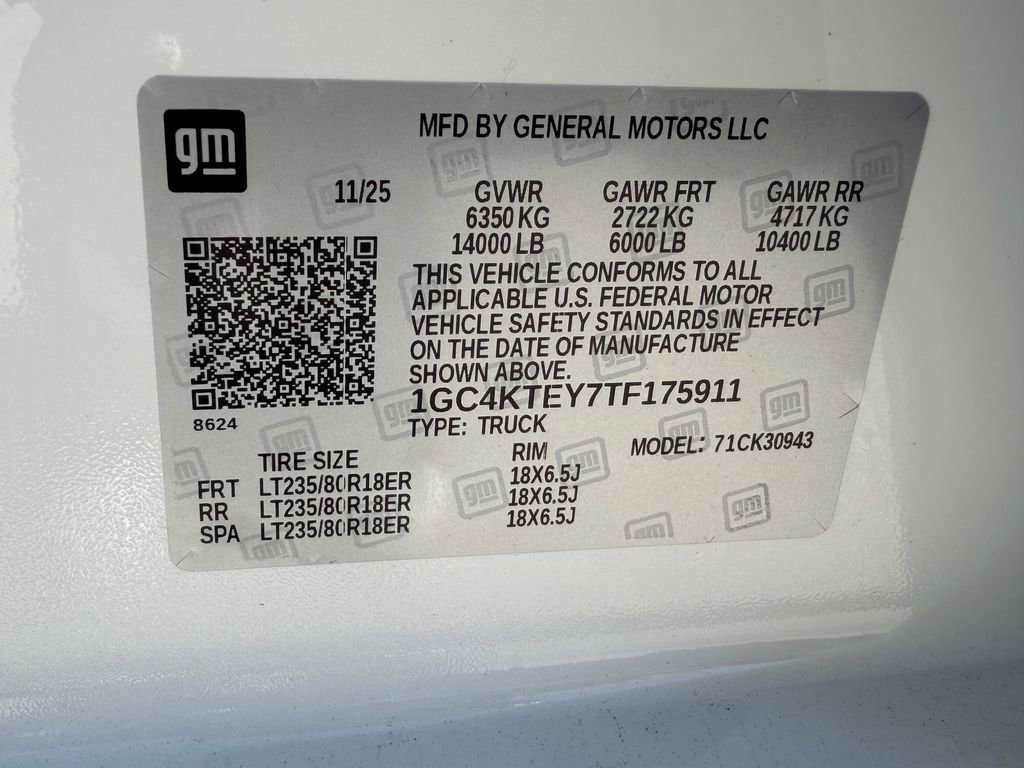 gm
MFD BY GENERAL MOTORS LLC
11/25 GVWR GAWR FRT GAWR RR
6350 KG 2722 KG 4717 KG
14000 LB 6000 LB 10400 LB
THIS VEHICLE CONFORMS TO ALL
APPLICABLE U.S. FEDERAL MOTOR
VEHICLE SAFETY STANDARDS IN EFFECT
ON THE DATE OF MANUFACTURE
SHOWN ABOVE.
1GC4KTEY7TF175911
8624
TYPE: TRUCK
MODEL: 71CK30943
TIRE SIZE RIM
FRT LT235/80R18ER 18X6.5J
RR LT235/80R18ER 18X6.5J
SPA LT235/80R18ER 18X6.5J